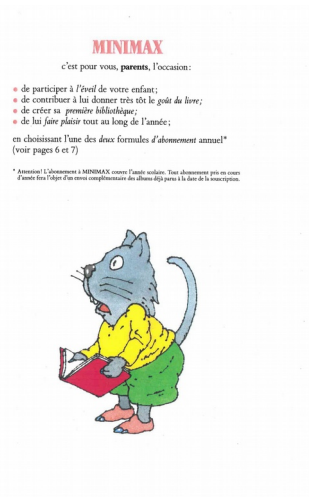 MINIMAX
c'est pour vous, parents, l'occasion :
de participer à l'éveil de votre enfant ;
de contribuer à lui donner très tôt le goût du livre ;
de créer sa première bibliothèque ;
de lui faire plaisir tout au long de l'année ;
en choisissant l'une des deux formules d'abonnement annuel*
(voir pages 6 et 7)
* Attention ! L'abonnement à MINIMAX couvre l'année scolaire. Tout abonnement pris en cours
d'année fera l'objet d'un envoi complémentaire des albums déjà parus à la date de la souscription.